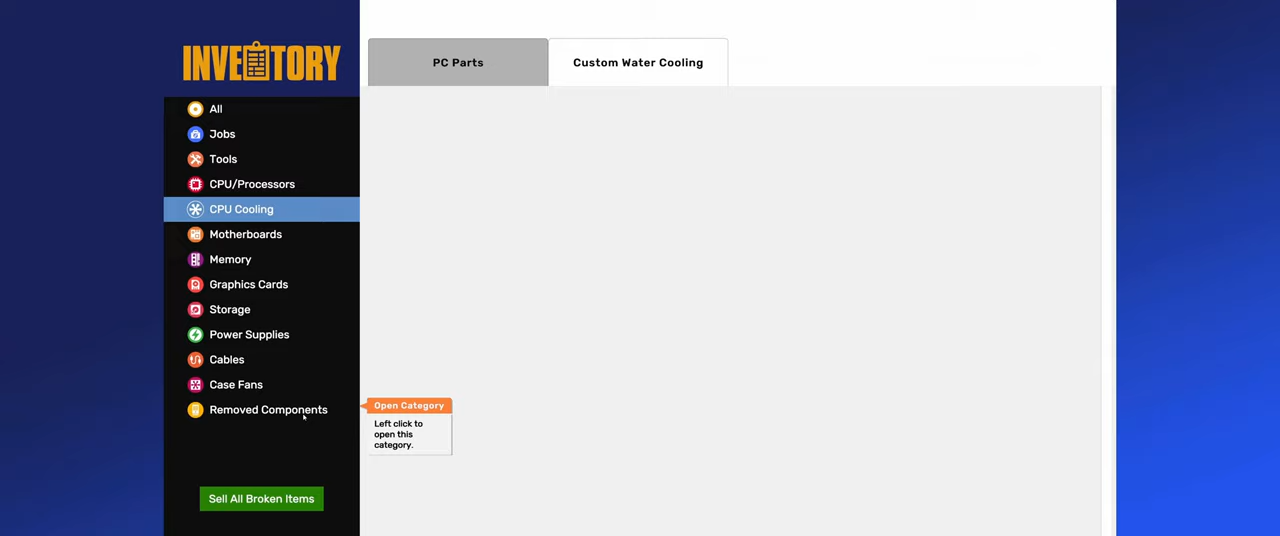 INVENTORY
PC Parts
Custom Water Cooling
All
Jobs
Tools
CPU/Processors
CPU Cooling
Motherboards
Memory
Graphics Cards
Storage
Power Supplies
Cables
Case Fans
Removed Components
Open Category
Left click to
open this
category.
Sell All Broken Items